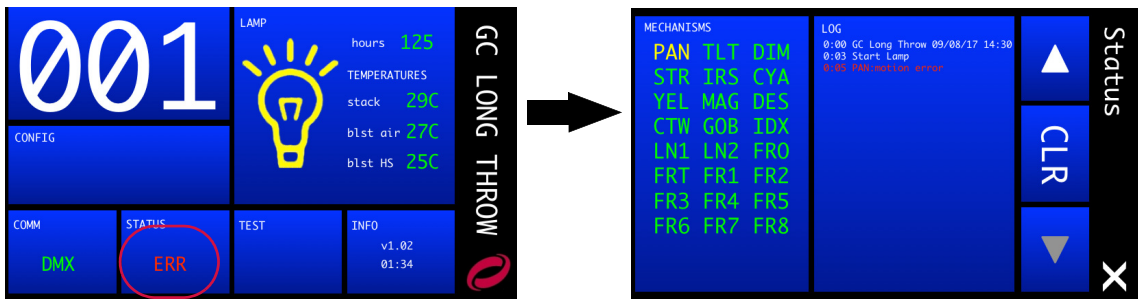 001
LAMP
hours 125
TEMPERATURES
stack 29C
blst air 27C
blst HS 25C
CONFIG
COMM
DMX
STATUS
ERR
TEST
INFO
v1.02
01:34
GC LONG THROW
MECHANISMS
PAN TLT DIM
STR IRS CYA
YEL MAG DES
CTW GOB IDX
LN1 LN2 FRO
FRT FR1 FR2
FR3 FR4 FR5
FR6 FR7 FR8
LOG
0:00 GC Long Throw 09/08/17 14:30
0:03 Start Lamp
0:05 PAN:motion error
CLR
Status
X